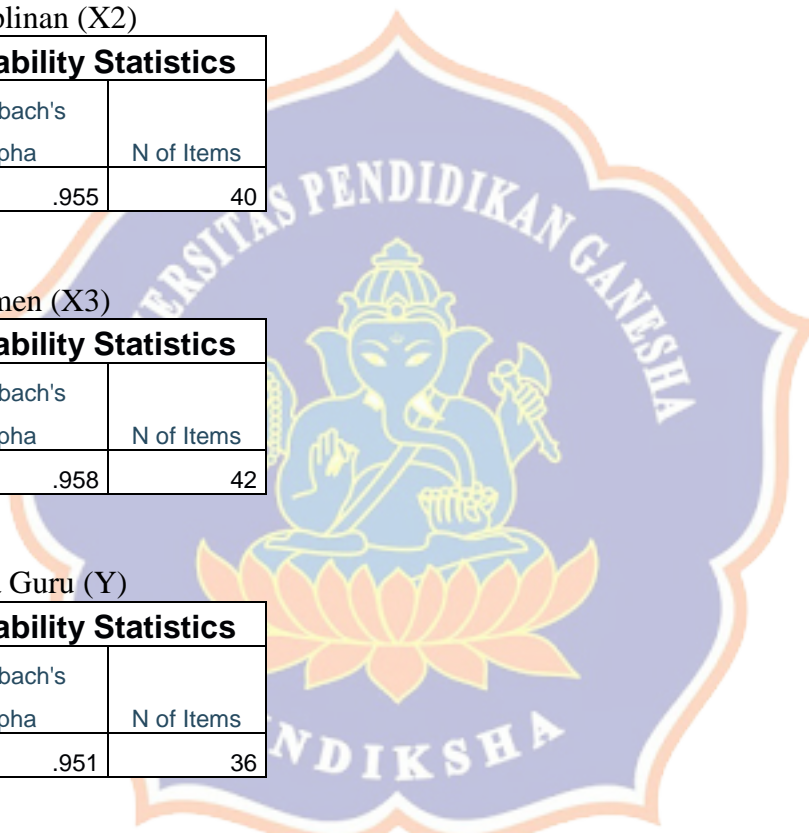 plinan (X2)
ability Statistics
bach's
pha N of Items
.955 40
men (X3)
ability Statistics
bach's
pha N of Items
.958 42
Guru (Y)
ability Statistics
bach's
pha N of Items
.951 36
ERSITAS PENDIDIKAN GANESHA
NDIKSHA